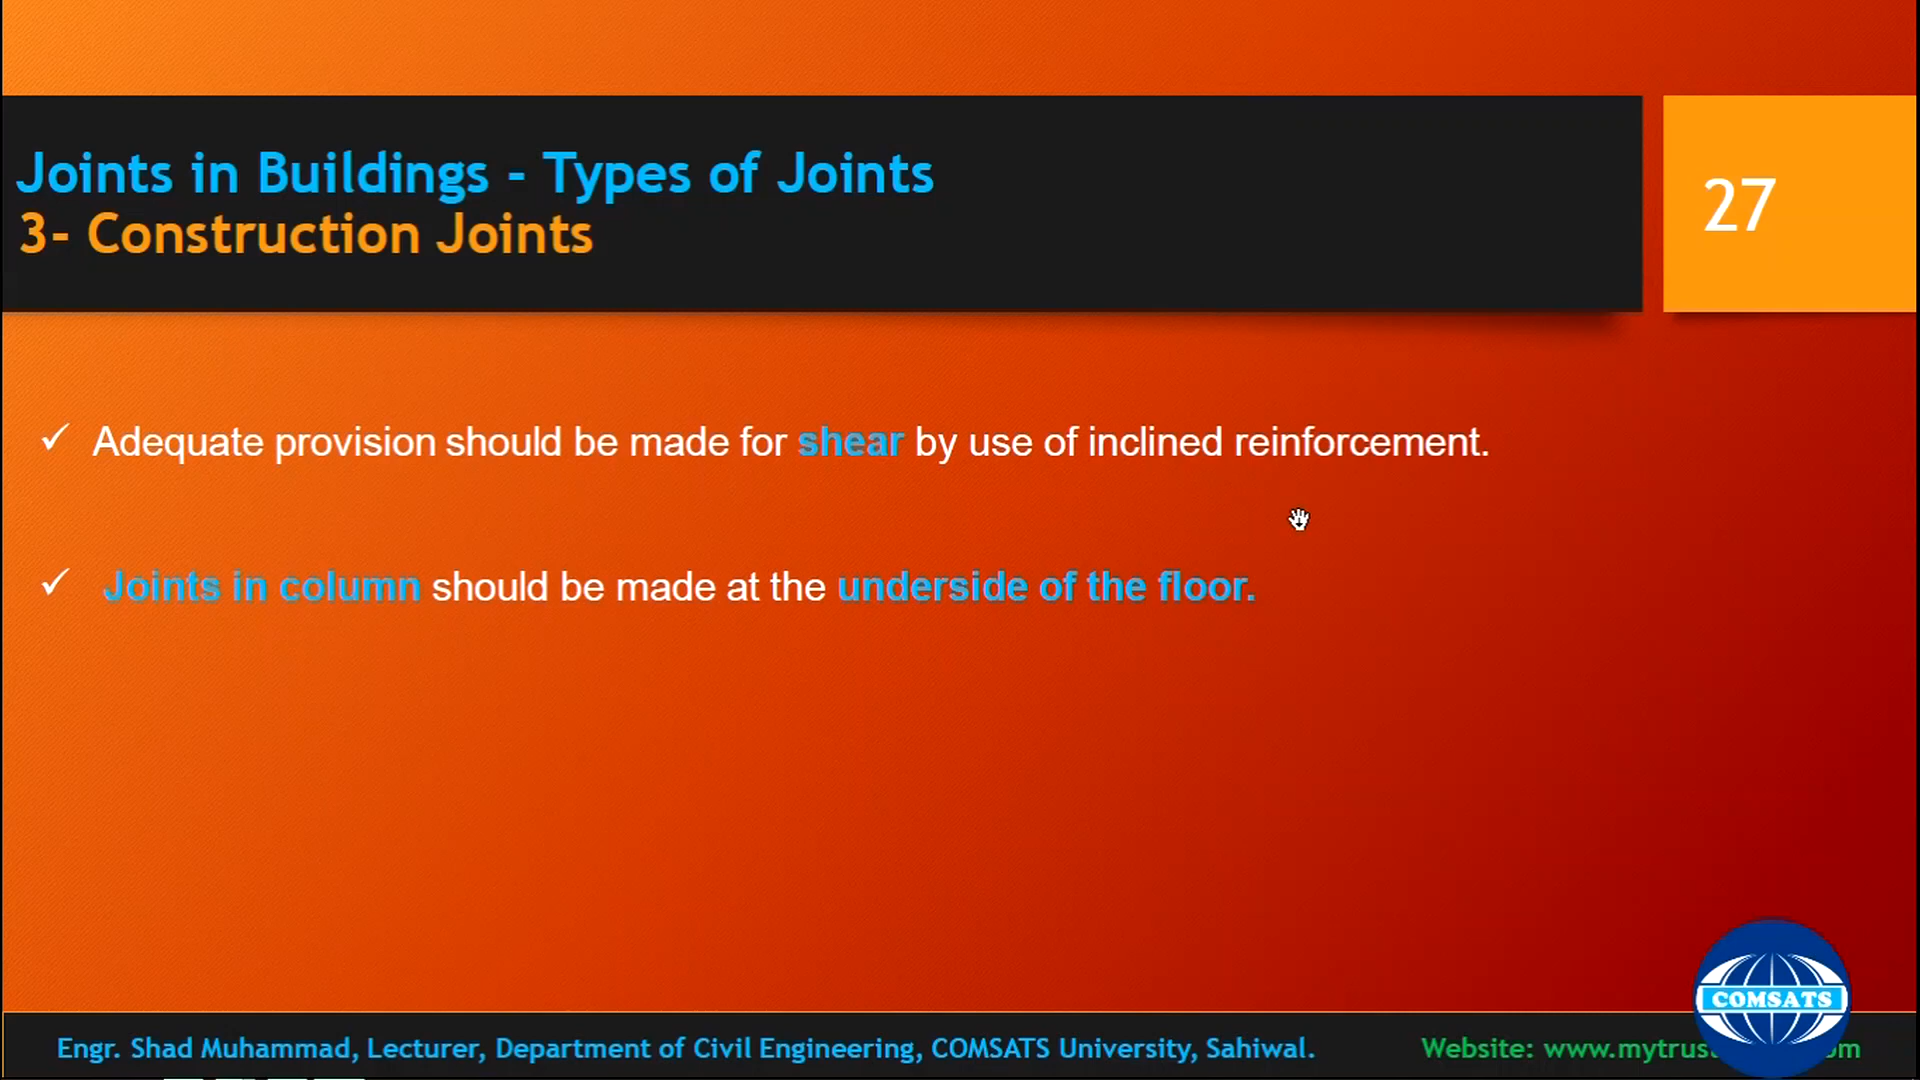 Joints in Buildings - Types of Joints
3- Construction Joints
27
✓ Adequate provision should be made for shear by use of inclined reinforcement.
✓ Joints in column should be made at the underside of the floor.
COMSATS
Engr. Shad Muhammad, Lecturer, Department of Civil Engineering, COMSATS University, Sahiwal.
Website: